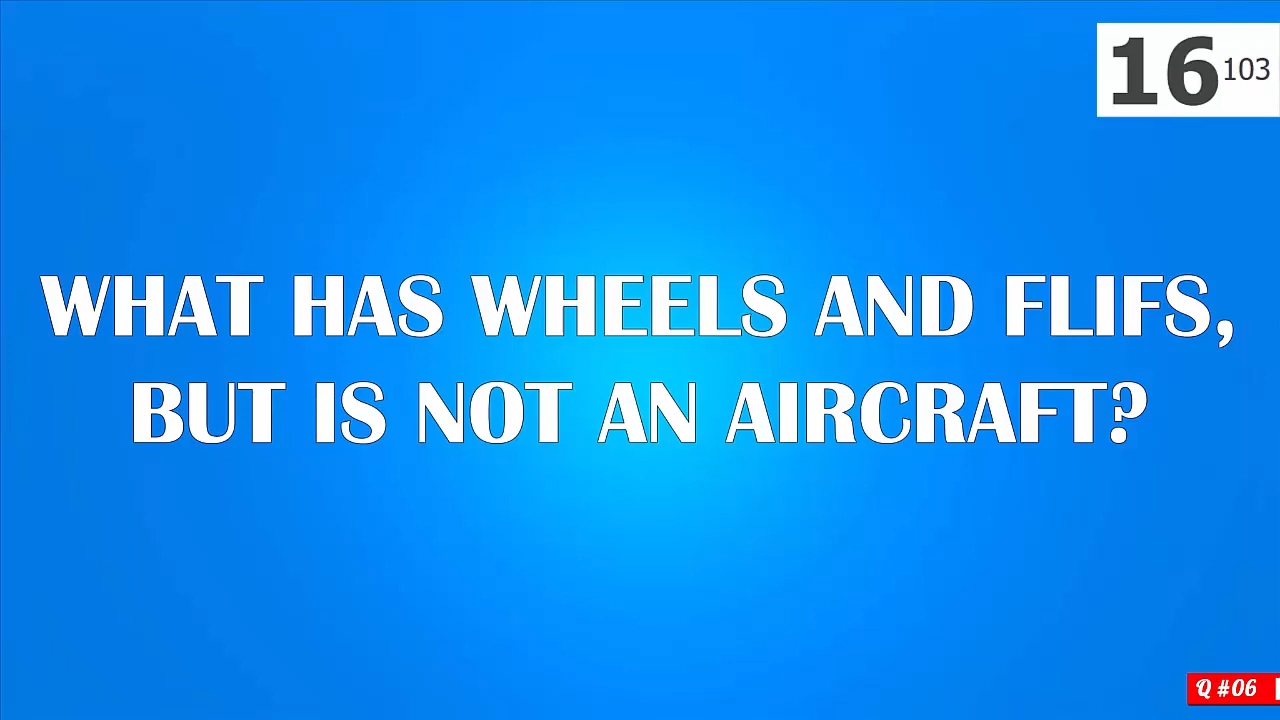 16 103
WHAT HAS WHEELS AND FLIFS,
BUT IS NOT AN AIRCRAFT?
Q #06